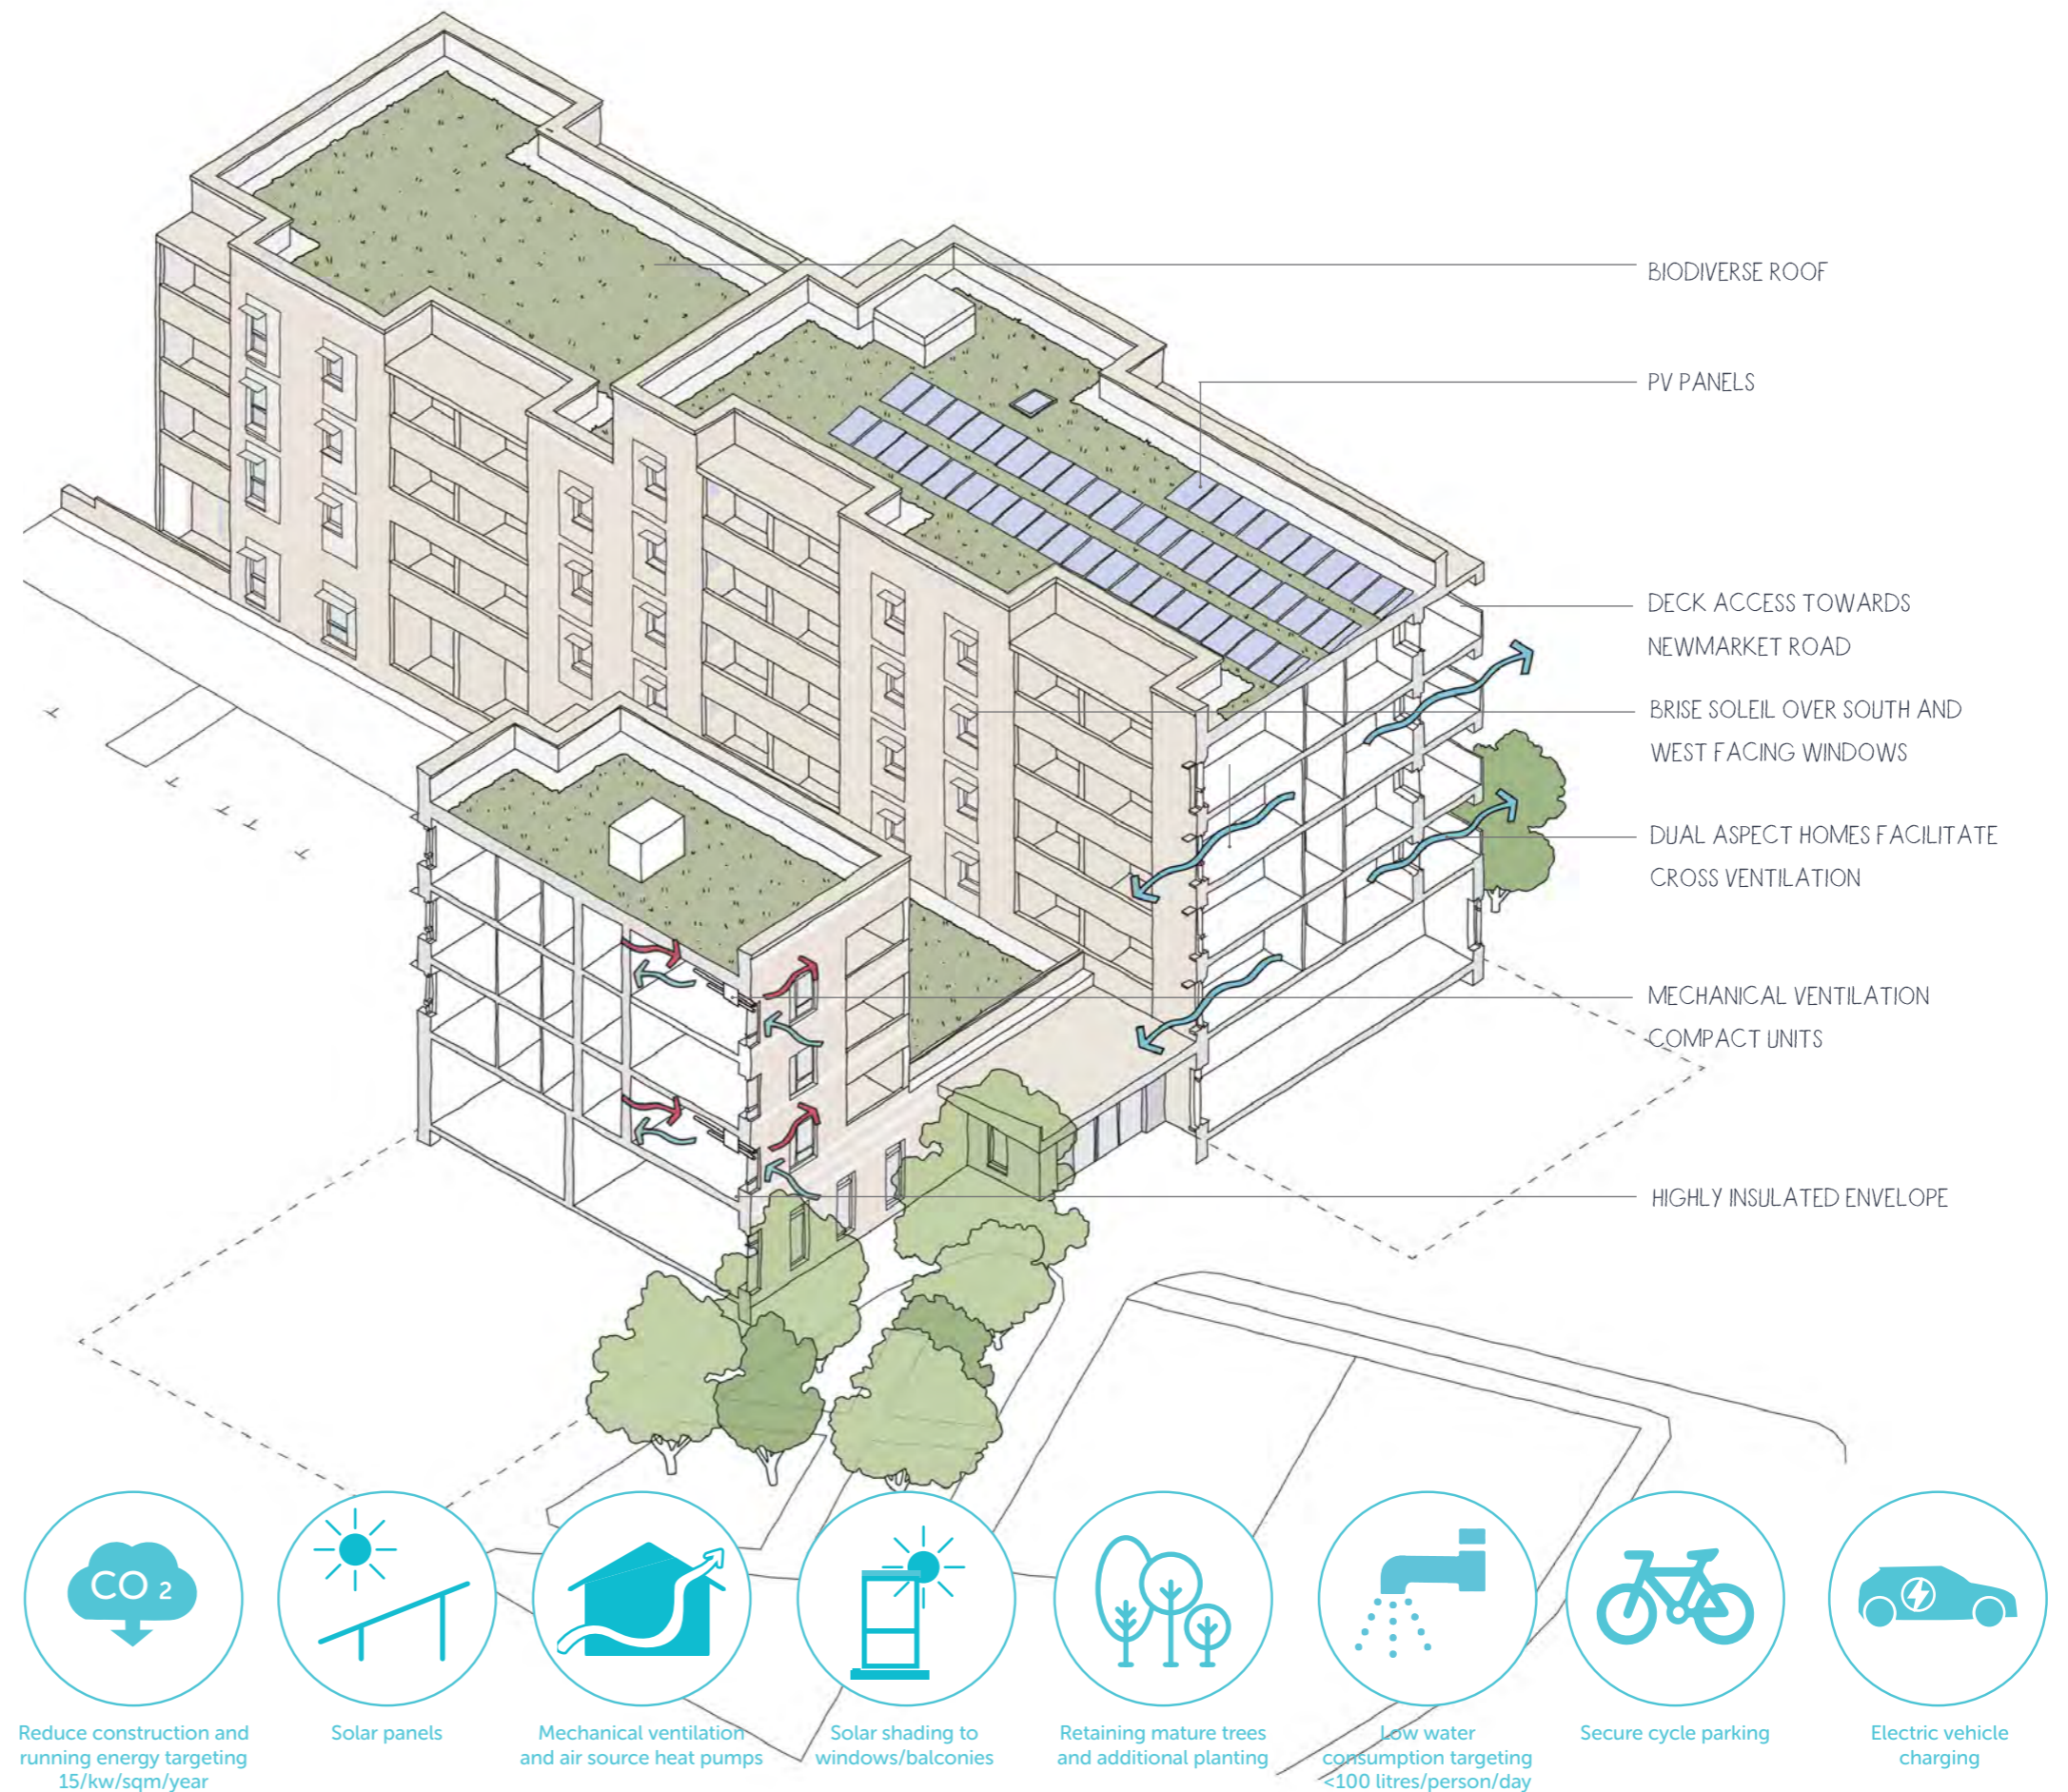 BIODIVERSE ROOF
PV PANELS
DECK ACCESS TOWARDS
NEWMARKET ROAD
BRISE SOLEIL OVER SOUTH AND
WEST FACING WINDOWS
DUAL ASPECT HOMES FACILITATE
CROSS VENTILATION
MECHANICAL VENTILATION
COMPACT UNITS
HIGHLY INSULATED ENVELOPE
CO 2
Reduce construction and
running energy targeting
15/kw/sqm/year
Solar panels
Mechanical ventilation
and air source heat pumps
Solar shading to
windows/balconies
Retaining mature trees
and additional planting
Low water
consumption targeting
<100 litres/person/day
Secure cycle parking
Electric vehicle
charging